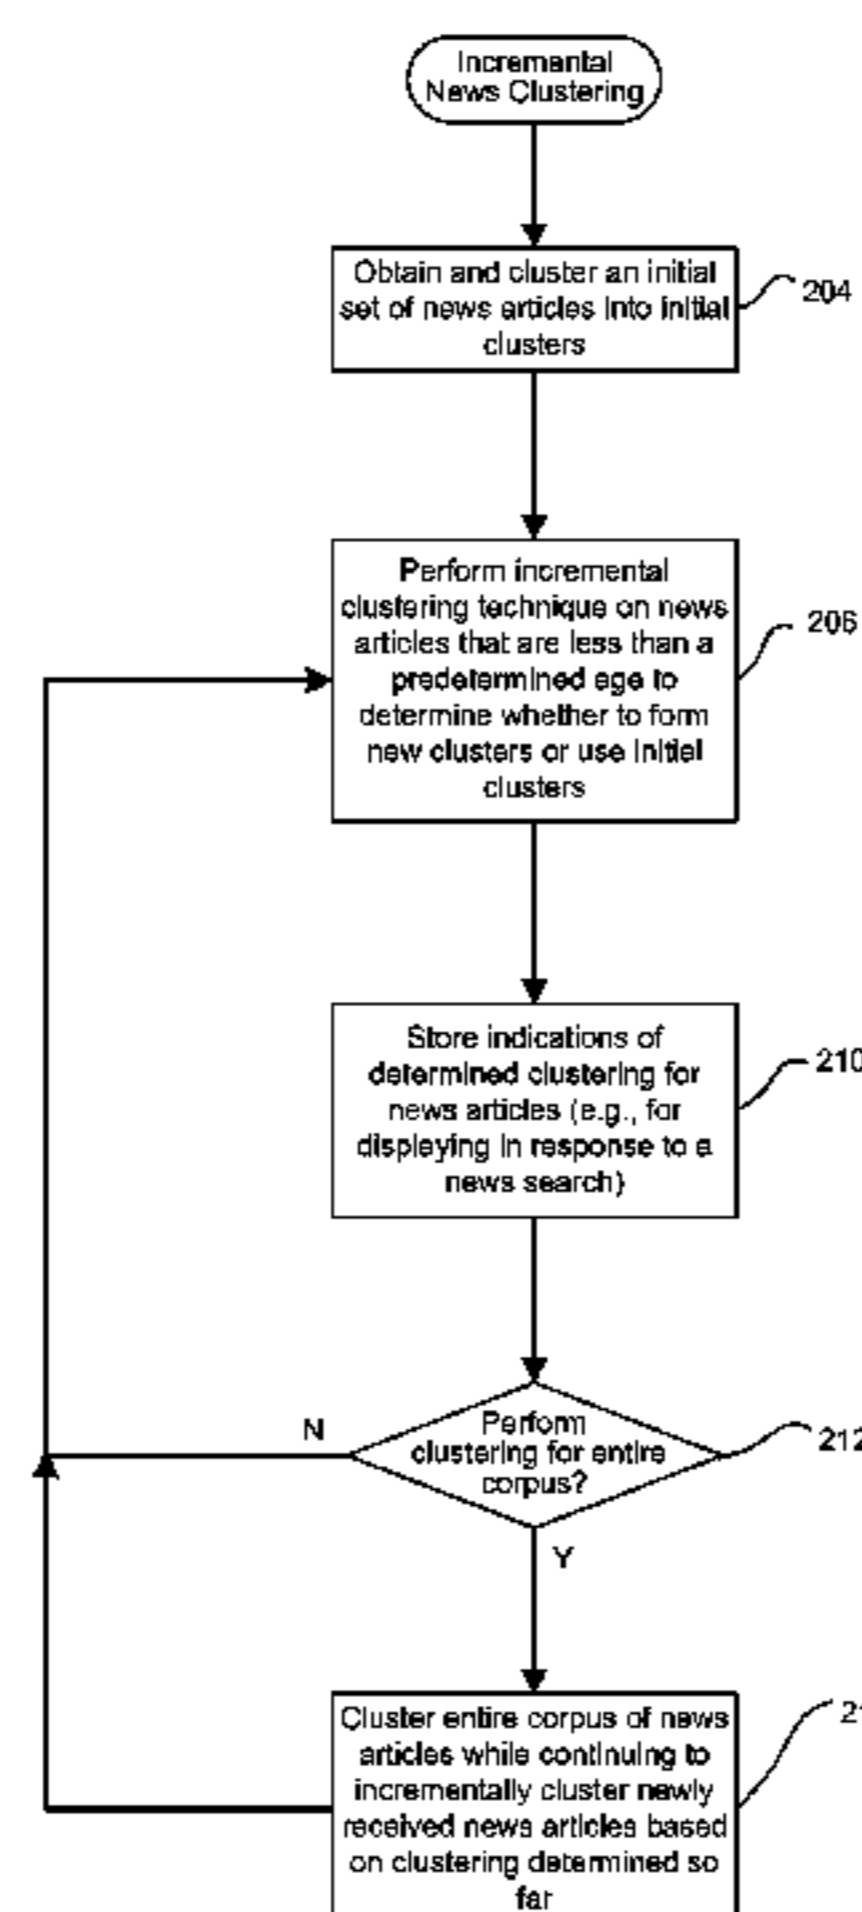 Incremental
News Clustering
Obtain and cluster an initial
set of news articles into initial
clusters
204
Perform incremental
clustering technique on news
articles that are less than a
predetermined age to
determine whether to form
new clusters or use initial
clusters
206
Store indications of
determined clustering for
news articles (e.g., for
displaying in response to a
news search)
210
Perform
clustering for entire
corpus?
212
N
Y
Cluster entire corpus of news
articles while continuing to
incrementally cluster newly
received news articles based
on clustering determined so
far